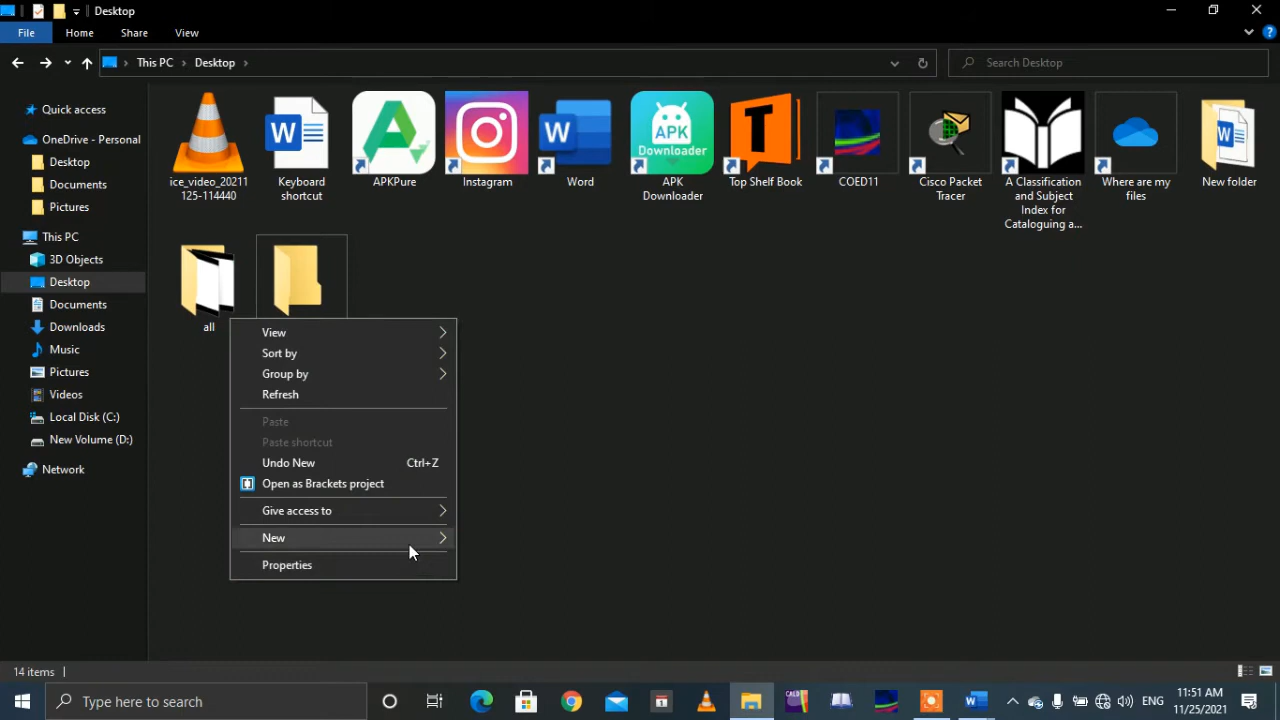 Desktop
File Home Share View
This PC Desktop
Search Desktop
Quick access
OneDrive - Personal
Desktop
Documents
Pictures
This PC
3D Objects
Desktop
Documents
Downloads
Music
Pictures
Videos
Local Disk (C:)
New Volume (D:)
Network
ice_video_20211
125-114440
W
Keyboard
shortcut
APKPure
Instagram
W
Word
APK
Downloader
APK
Downloader
T
Top Shelf Book
COED11
Cisco Packet
Tracer
A Classification
and Subject
Index for
Cataloguing a...
Where are my
files
W
New folder
all
View
Sort by
Group by
Refresh
Paste
Paste shortcut
Undo New Ctrl+Z
Open as Brackets project
Give access to
New
Properties
14 items
Type here to search
1
CALD
W
ENG
11:51 AM
11/25/2021